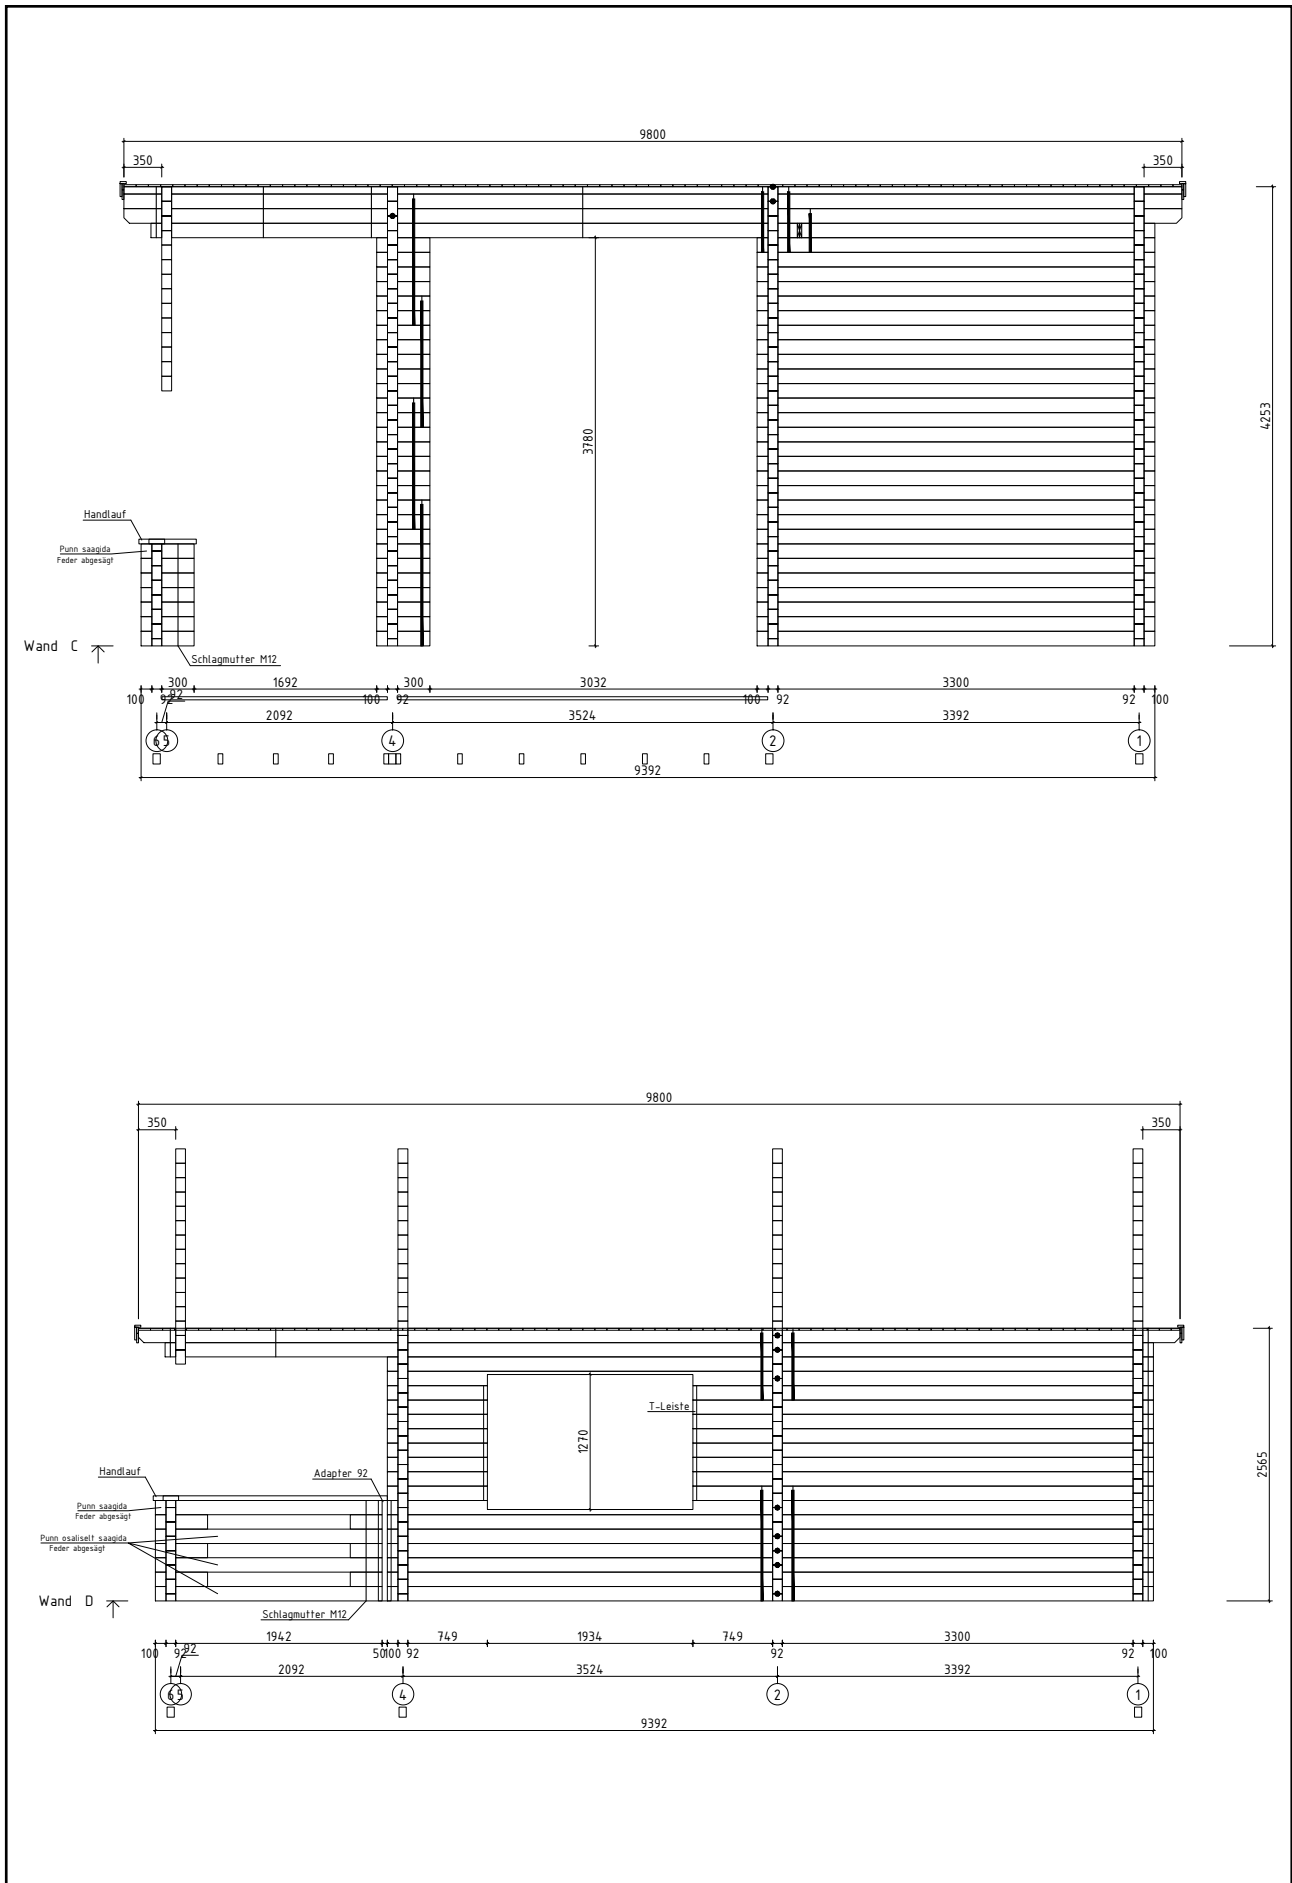 9800
350 350
4253
3780
Handlauf
Punn saagida
Feder abgesägt
Wand C
Schlagmutter M12
300 1692 300 3032 3300
100 92 92 100 92 100 92 92 100
2092 3524 3392
6 5 4 2 1
9392
9800
350 350
T-Leiste
1270
2565
Handlauf
Adapter 92
Punn saagida
Feder abgesägt
Punn osaliselt saagida
Feder abgesägt
Wand D
Schlagmutter M12
1942 749 1934 749 3300
100 92 92 50 100 92 92 92 100
2092 3524 3392
6 5 4 2 1
9392